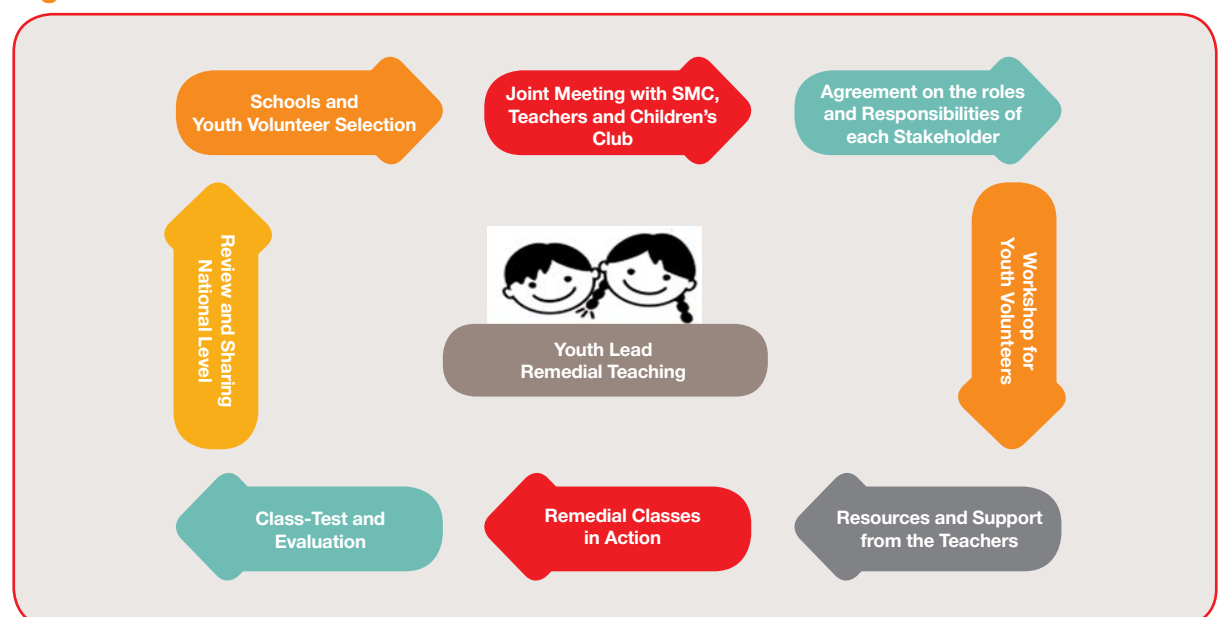 Schools and
Youth Volunteer Selection
Joint Meeting with SMC,
Teachers and Children's
Club
Agreement on the roles
and Responsibilities of
each Stakeholder
Workshop for
Youth Volunteers
Resources and Support
from the Teachers
Remedial Classes
in Action
Class-Test and
Evaluation
Review and Sharing
National Level
Youth Lead
Remedial Teaching